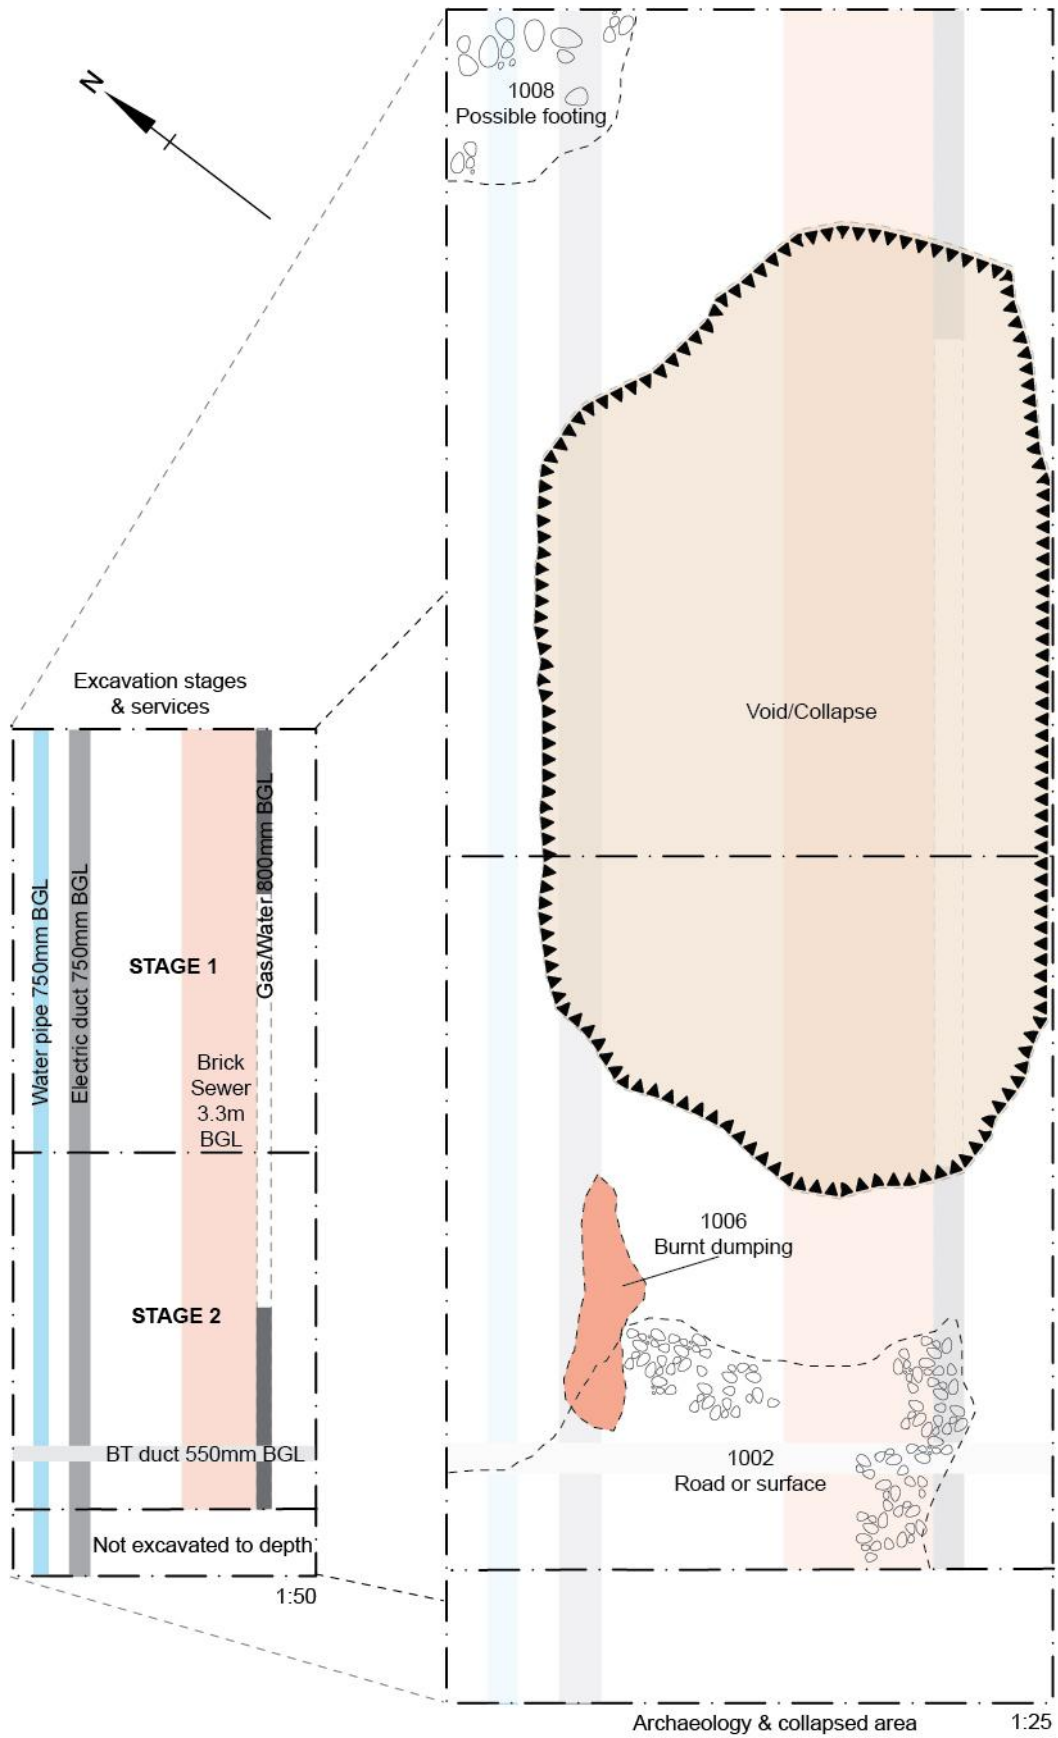 N
1008
Possible footing
Void/Collapse
Excavation stages
& services
Water pipe 750mm BGL
Electric duct 750mm BGL
Gas/Water 800mm BGL
STAGE 1
Brick
Sewer
3.3m
BGL
STAGE 2
BT duct 550mm BGL
Not excavated to depth
1:50
1006
Burnt dumping
1002
Road or surface
Archaeology & collapsed area
1:25